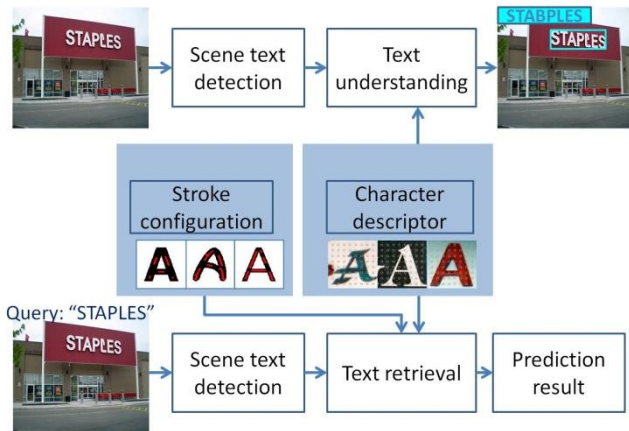 STAPLES
Scene text
detection
Text
understanding
STABPLES
STAPLES
Stroke
configuration
Character
descriptor
A A A
A A A
Query: “STAPLES”
STAPLES
Scene text
detection
Text retrieval
Prediction
result